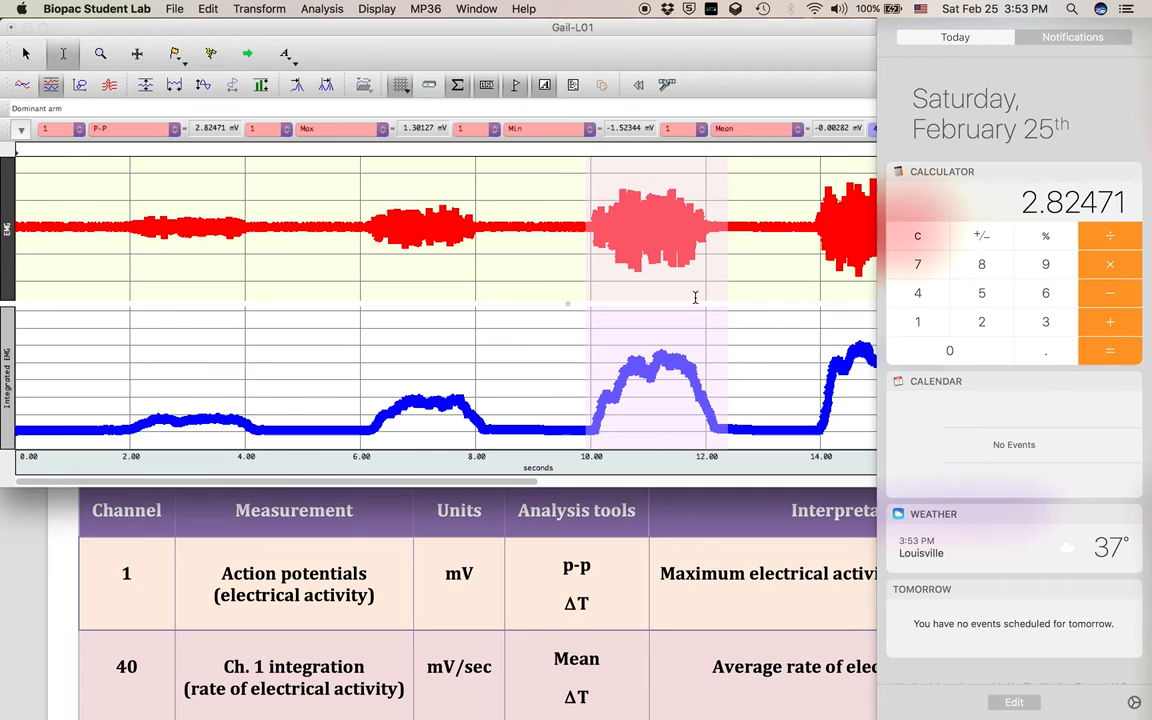 Biopac Student Lab File Edit Transform Analysis Display MP36 Window Help 100% Sat Feb 25 3:53 PM
Gail-L01
Dominant arm
1 P-P = 2.82471 mV 1 Max = 1.30127 mV 1 Min = -1.52344 mV 1 Mean = -0.00282 mV
EMG
Integrated EMG
0.00 2.00 4.00 6.00 8.00 10.00 12.00 14.00
seconds
Channel Measurement Units Analysis tools
1 Action potentials (electrical activity) mV p-p ΔT Maximum electrical
40 Ch. 1 integration (rate of electrical activity) mV/sec Mean ΔT Average rate of
Today Notifications
Saturday,
February 25th
CALCULATOR
2.82471
C +/− % ÷
7 8 9 ×
4 5 6 −
1 2 3 +
0 . =
CALENDAR
No Events
WEATHER
3:53 PM
Louisville 37°
TOMORROW
You have no events scheduled for tomorrow.
Edit